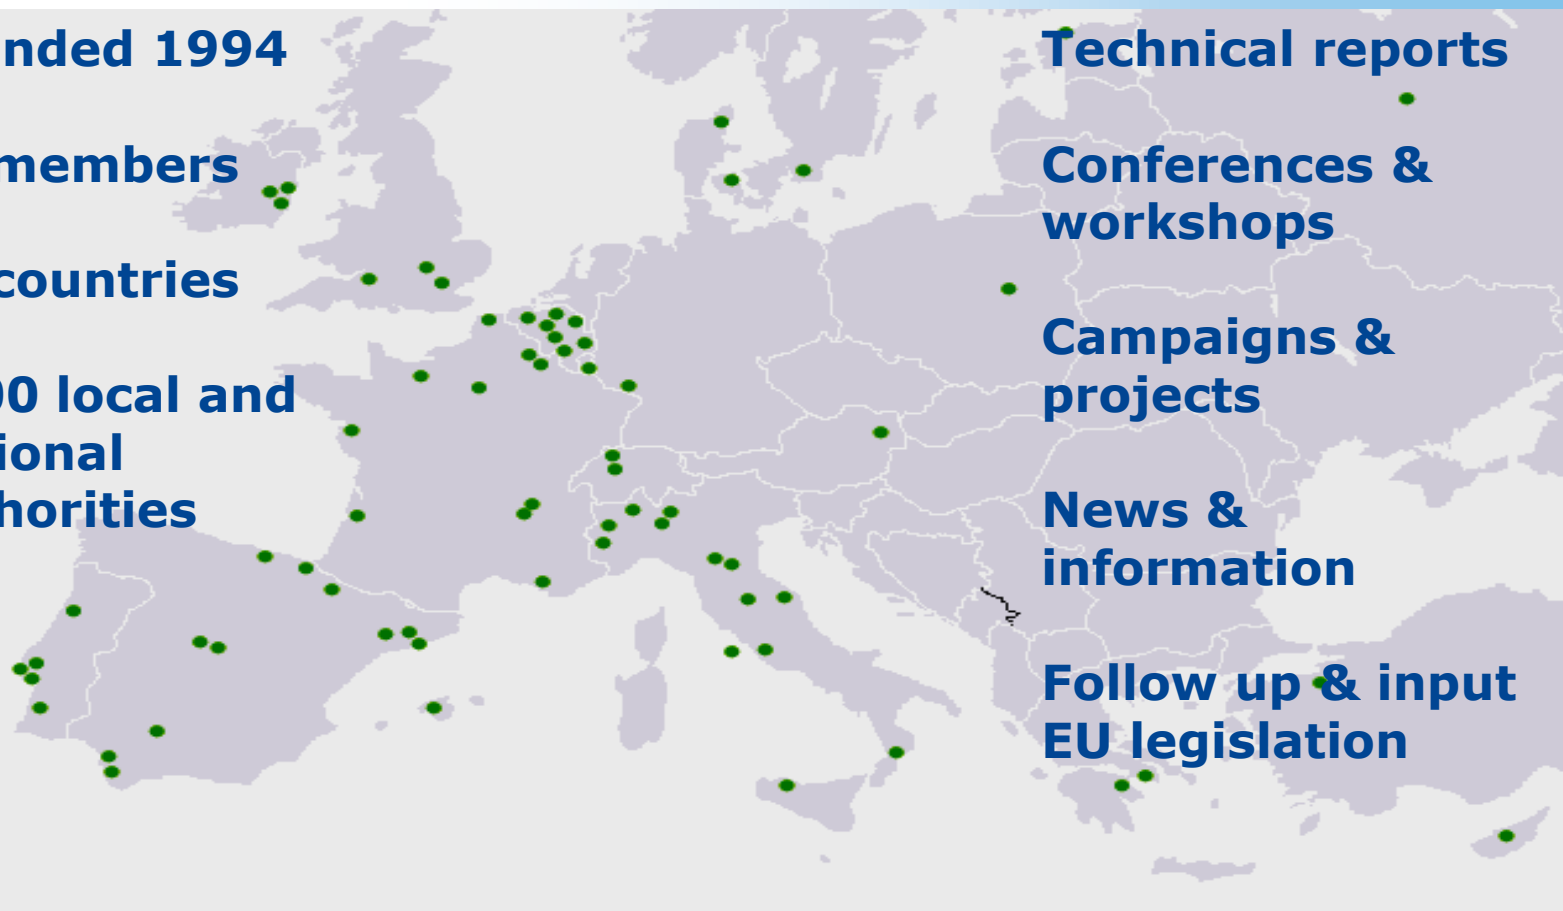 nded 1994
members
countries
00 local and
ional
horities
Technical reports
Conferences &
workshops
Campaigns &
projects
News &
information
Follow up & input
EU legislation